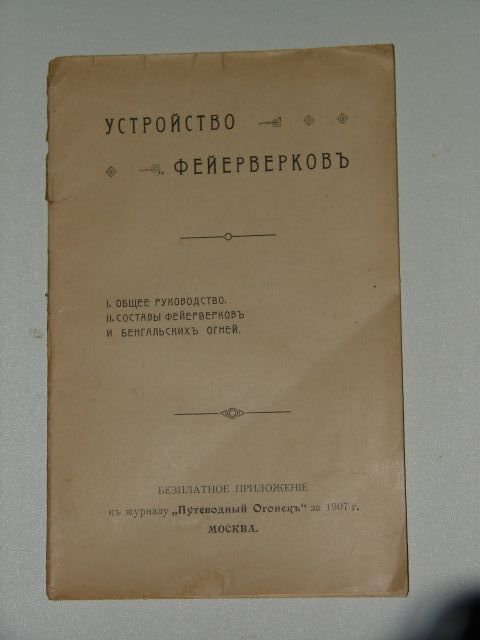 УСТРОЙСТВО
ФЕЙЕРВЕРКОВЪ
I. ОБЩЕЕ РУКОВОДСТВО.
II. СОСТАВЫ ФЕЙЕРВЕРКОВЪ
И БЕНГАЛЬСКИХЪ ОГНЕЙ.
БЕЗПЛАТНОЕ ПРИЛОЖЕНІЕ
къ журналу „Путеводный Огонекъ" за 1907 г.
МОСКВА.